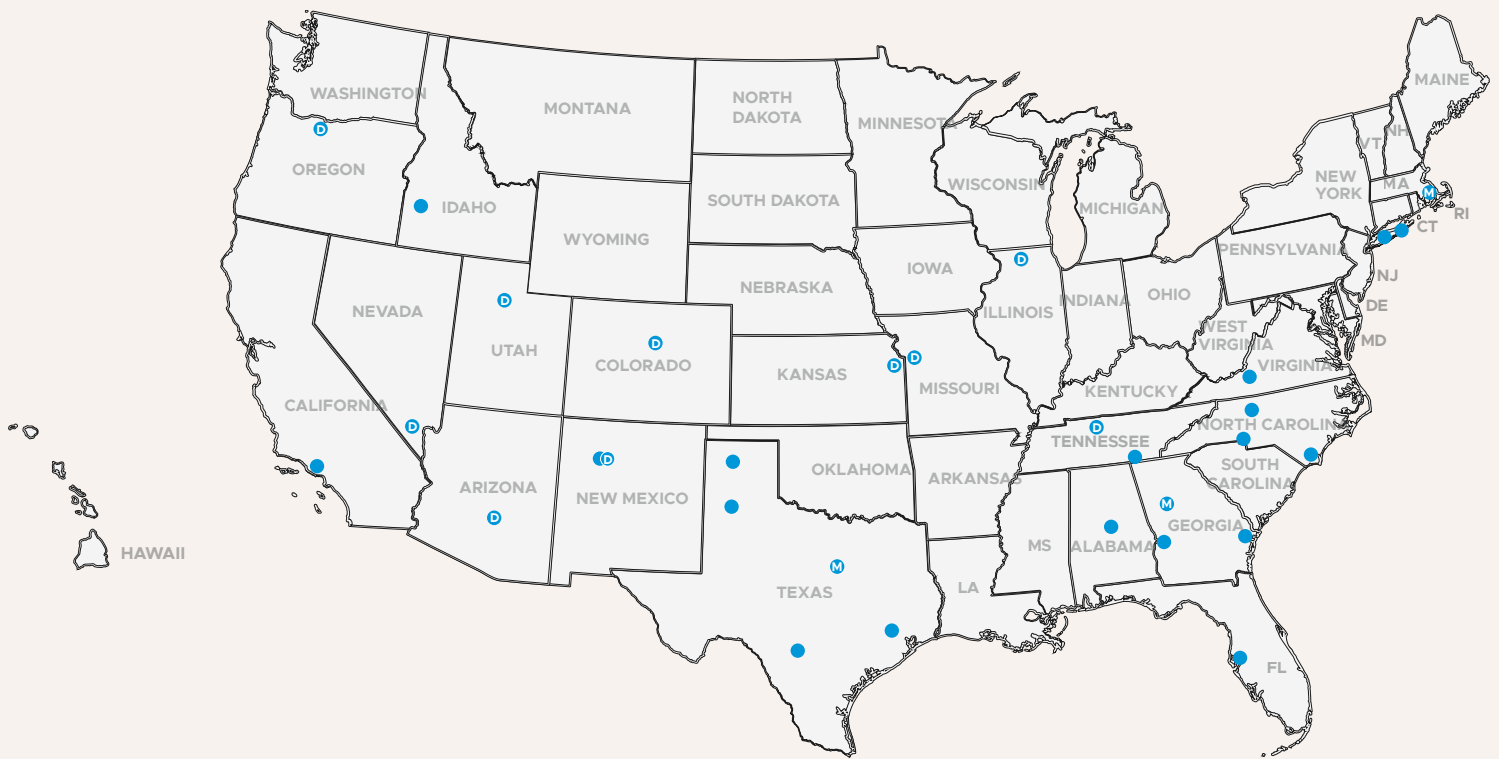 MAINE
WASHINGTON
MONTANA
NORTH
DAKOTA
MINNESOTA
VT
NH
D
OREGON
NEW
YORK
WISCONSIN
MA
M
IDAHO
SOUTH DAKOTA
MICHIGAN
RI
CT
WYOMING
PENNSYLVANIA
IOWA
D
NJ
NEBRASKA
INDIANA
OHIO
D
DE
NEVADA
ILLINOIS
WEST
VIRGINIA
MD
UTAH
D
COLORADO
D
D
KANSAS
MISSOURI
VIRGINIA
KENTUCKY
CALIFORNIA
D
D
TENNESSEE
NORTH CAROLINA
D
OKLAHOMA
ARKANSAS
SOUTH
CAROLINA
ARIZONA
NEW MEXICO
M
D
GEORGIA
HAWAII
MS
ALABAMA
M
TEXAS
LA
FL